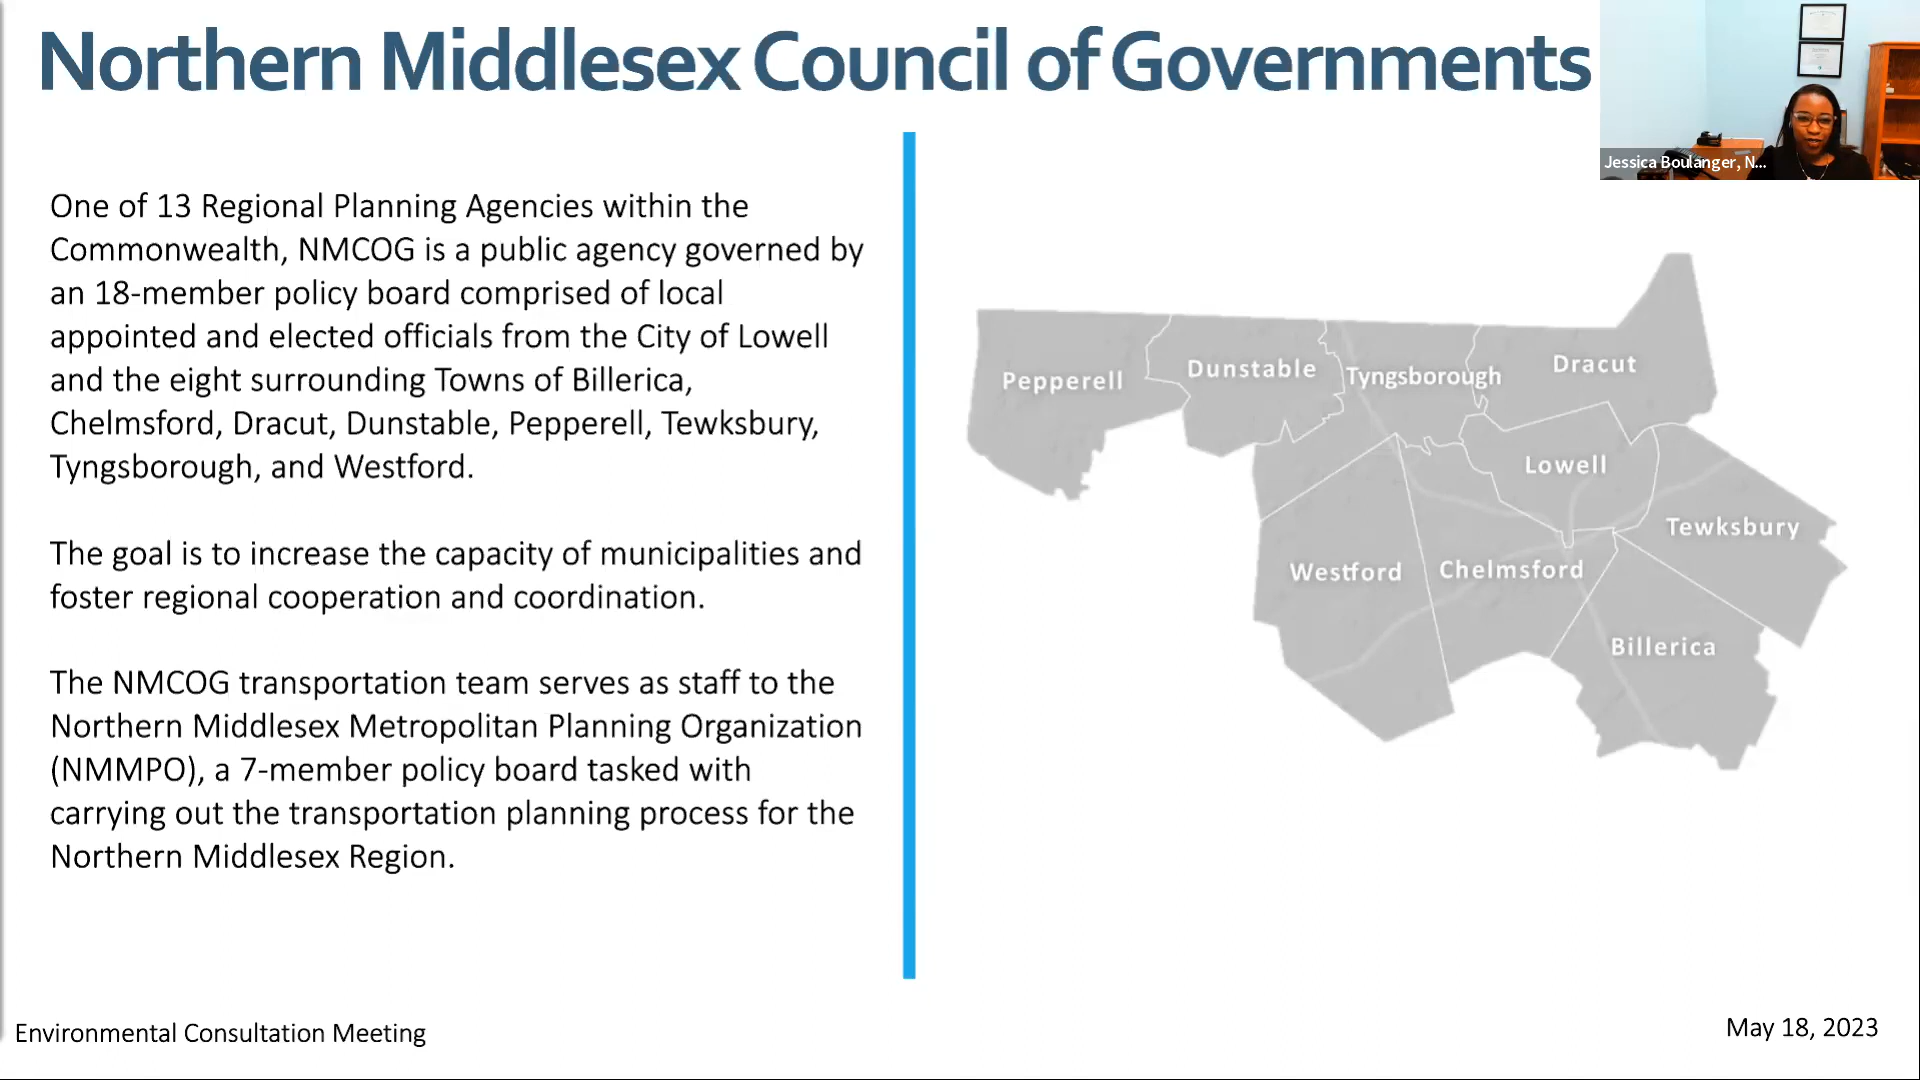 Northern Middlesex Council of Governments
Jessica Boulanger, N...
One of 13 Regional Planning Agencies within the
Commonwealth, NMCOG is a public agency governed by
an 18-member policy board comprised of local
appointed and elected officials from the City of Lowell
and the eight surrounding Towns of Billerica,
Chelmsford, Dracut, Dunstable, Pepperell, Tewksbury,
Tyngsborough, and Westford.
The goal is to increase the capacity of municipalities and
foster regional cooperation and coordination.
The NMCOG transportation team serves as staff to the
Northern Middlesex Metropolitan Planning Organization
(NMMPO), a 7-member policy board tasked with
carrying out the transportation planning process for the
Northern Middlesex Region.
Pepperell
Dunstable
Tyngsborough
Dracut
Lowell
Tewksbury
Westford
Chelmsford
Billerica
Environmental Consultation Meeting
May 18, 2023